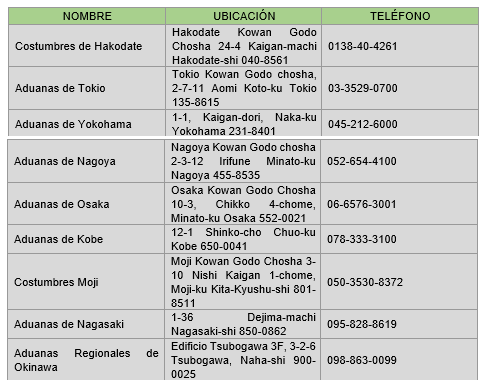 NOMBRE UBICACIÓN TELÉFONO
Costumbres de Hakodate
Hakodate Kowan Godo
Chosha 24-4 Kaigan-machi
Hakodate-shi 040-8561
0138-40-4261
Aduanas de Tokio
Tokio Kowan Godo chosha,
2-7-11 Aomi Koto-ku Tokio
135-8615
03-3529-0700
Aduanas de Yokohama
1-1, Kaigan-dori, Naka-ku
Yokohama 231-8401
045-212-6000
Aduanas de Nagoya
Nagoya Kowan Godo chosha
2-3-12 Irifune Minato-ku
Nagoya 455-8535
052-654-4100
Aduanas de Osaka
Osaka Kowan Godo Chosha
10-3, Chikko 4-chome,
Minato-ku Osaka 552-0021
06-6576-3001
Aduanas de Kobe
12-1 Shinko-cho Chuo-ku
Kobe 650-0041
078-333-3100
Costumbres Moji
Moji Kowan Godo Chosha 3-
10 Nishi Kaigan 1-chome,
Moji-ku Kita-Kyushu-shi 801-
8511
050-3530-8372
Aduanas de Nagasaki
1-36 Dejima-machi
Nagasaki-shi 850-0862
095-828-8619
Aduanas Regionales de
Okinawa
Edificio Tsubogawa 3F, 3-2-6
Tsubogawa, Naha-shi 900-
0025
098-863-0099